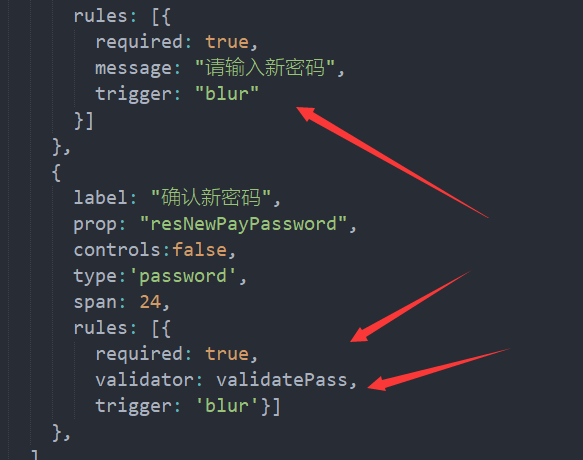 rules: [{
required: true,
message: "请输入新密码",
trigger: "blur"
}]
},
{
label: "确认新密码",
prop: "resNewPayPassword",
controls:false,
type:'password',
span: 24,
rules: [{
required: true,
validator: validatePass,
trigger: 'blur'}]
},
]